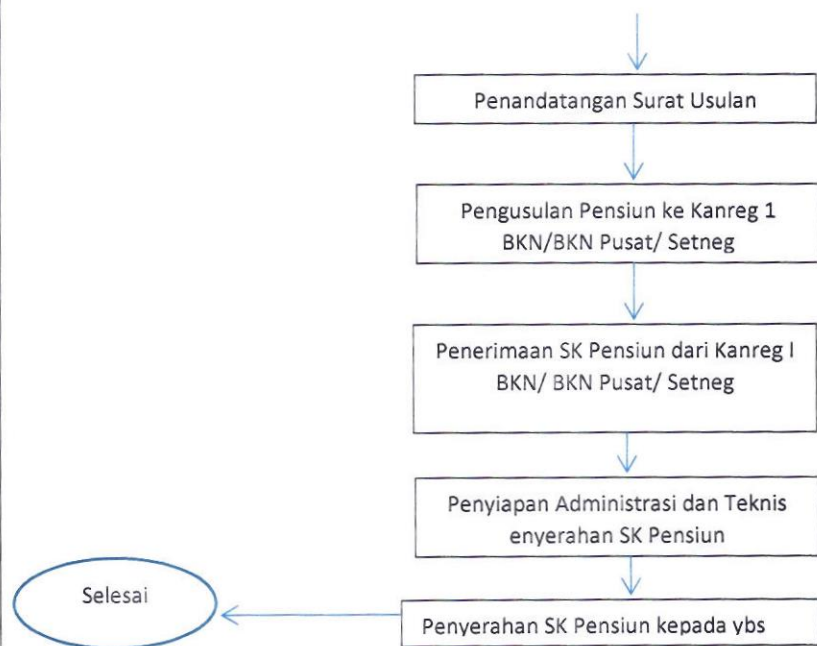 Penandatangan Surat Usulan
Pengusulan Pensiun ke Kanreg 1
BKN/BKN Pusat/ Setneg
Penerimaan SK Pensiun dari Kanreg I
BKN/ BKN Pusat/ Setneg
Penyiapan Administrasi dan Teknis
enyerahan SK Pensiun
Penyerahan SK Pensiun kepada ybs
Selesai